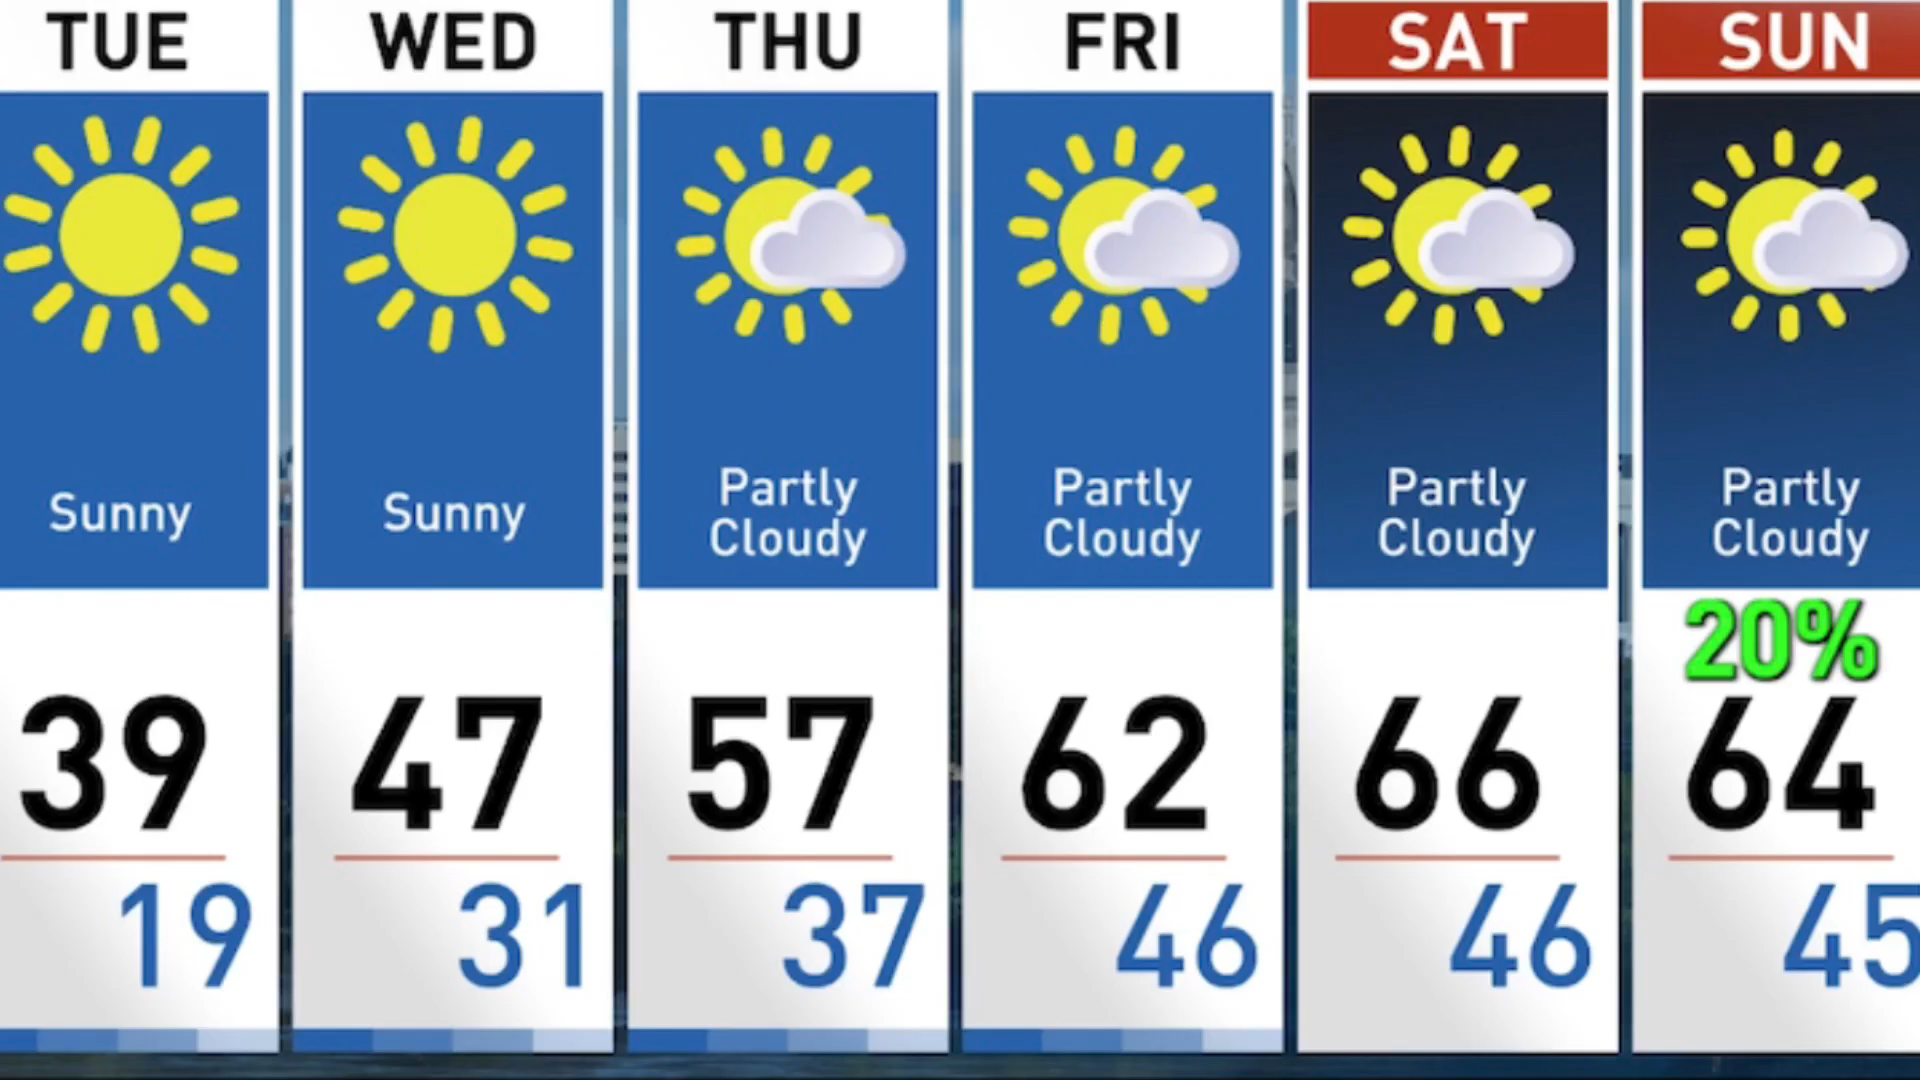 TUE WED THU FRI SAT SUN
Sunny Sunny Partly Partly Partly Partly
Cloudy Cloudy Cloudy Cloudy
20%
39 47 57 62 66 64
19 31 37 46 46 45